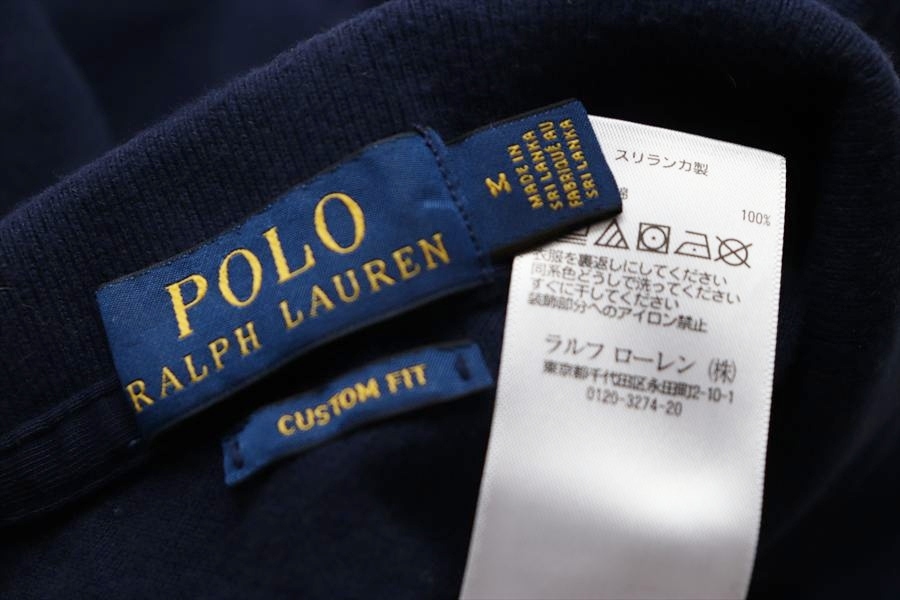 POLO
RALPH LAUREN
M
MADE IN
SRI LANKA
FABRIQUÉ AU
SRI LANKA
CUSTOM FIT
スリランカ製
綿
100%
衣服を裏返しにしてください
同系色どうしで洗ってください
すぐに干してください
装飾部分へのアイロン禁止
ラルフ ローレン (株)
東京都千代田区永田町2-10-1
0120-3274-20